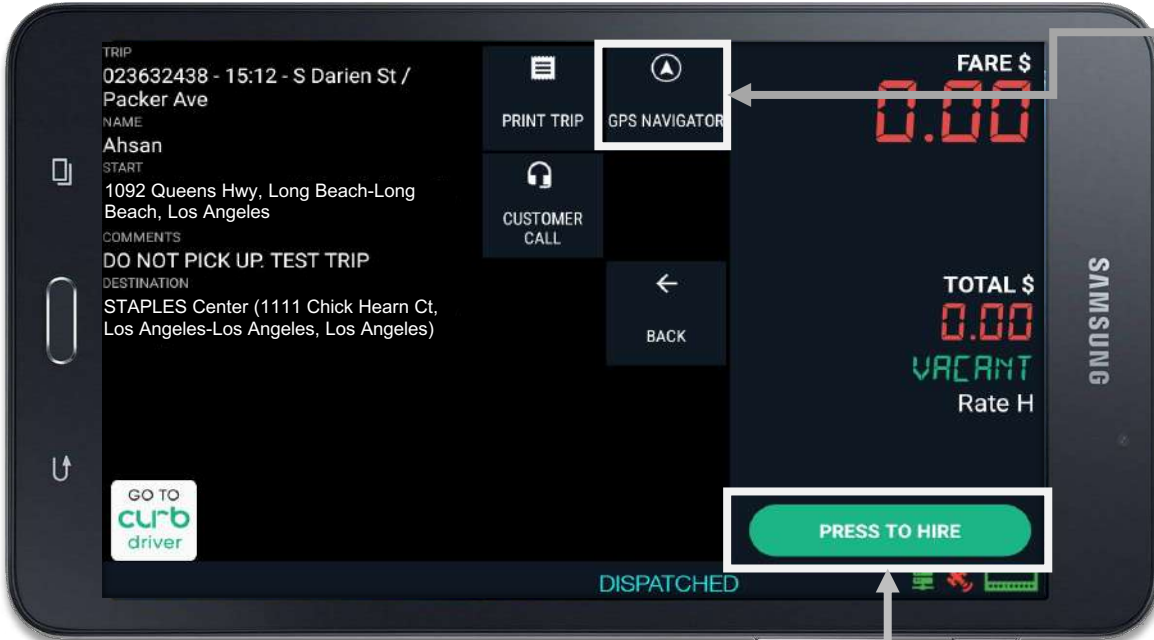 TRIP
023632438 - 15:12 - S Darien St /
Packer Ave
NAME
Ahsan
START
1092 Queens Hwy, Long Beach-Long
Beach, Los Angeles
COMMENTS
DO NOT PICK UP. TEST TRIP
DESTINATION
STAPLES Center (1111 Chick Hearn Ct,
Los Angeles-Los Angeles, Los Angeles)
PRINT TRIP
GPS NAVIGATOR
CUSTOMER
CALL
BACK
FARE $
0.00
TOTAL $
0.00
VACANT
Rate H
GO TO
curb
driver
PRESS TO HIRE
DISPATCHED
SAMSUNG